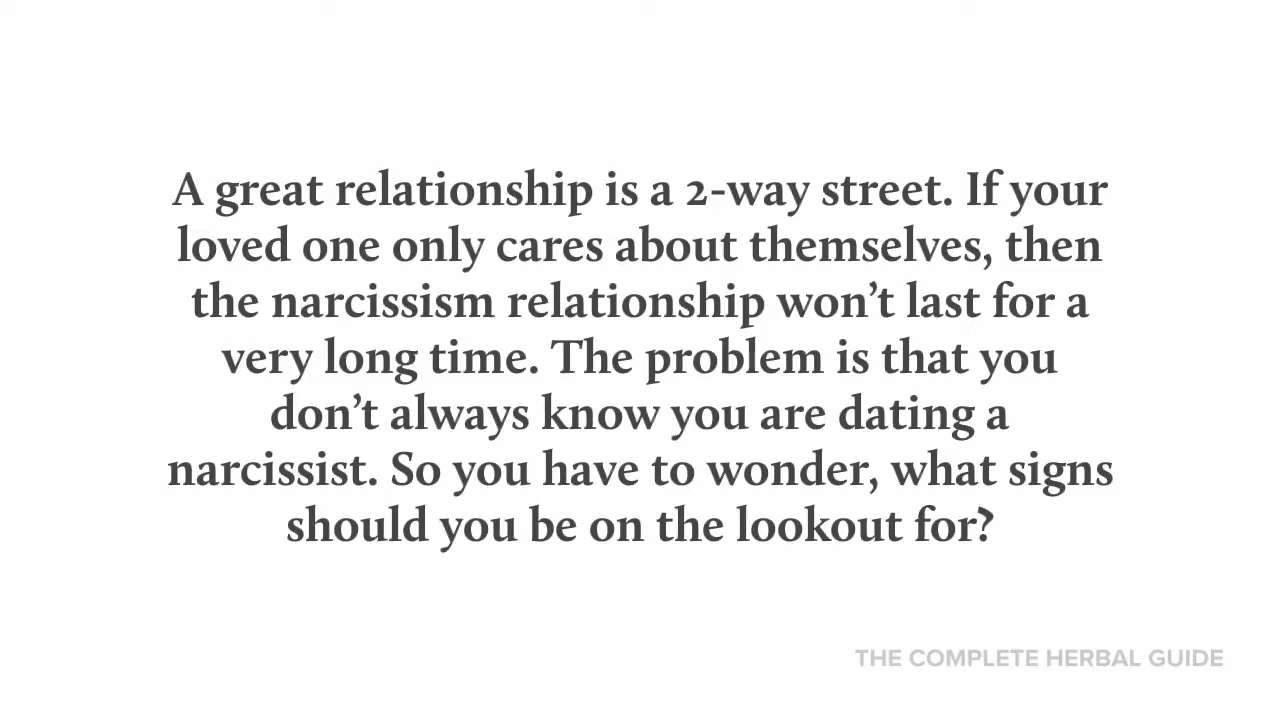 A great relationship is a 2-way street. If your
loved one only cares about themselves, then
the narcissism relationship won’t last for a
very long time. The problem is that you
don’t always know you are dating a
narcissist. So you have to wonder, what signs
should you be on the lookout for?
THE COMPLETE HERBAL GUIDE